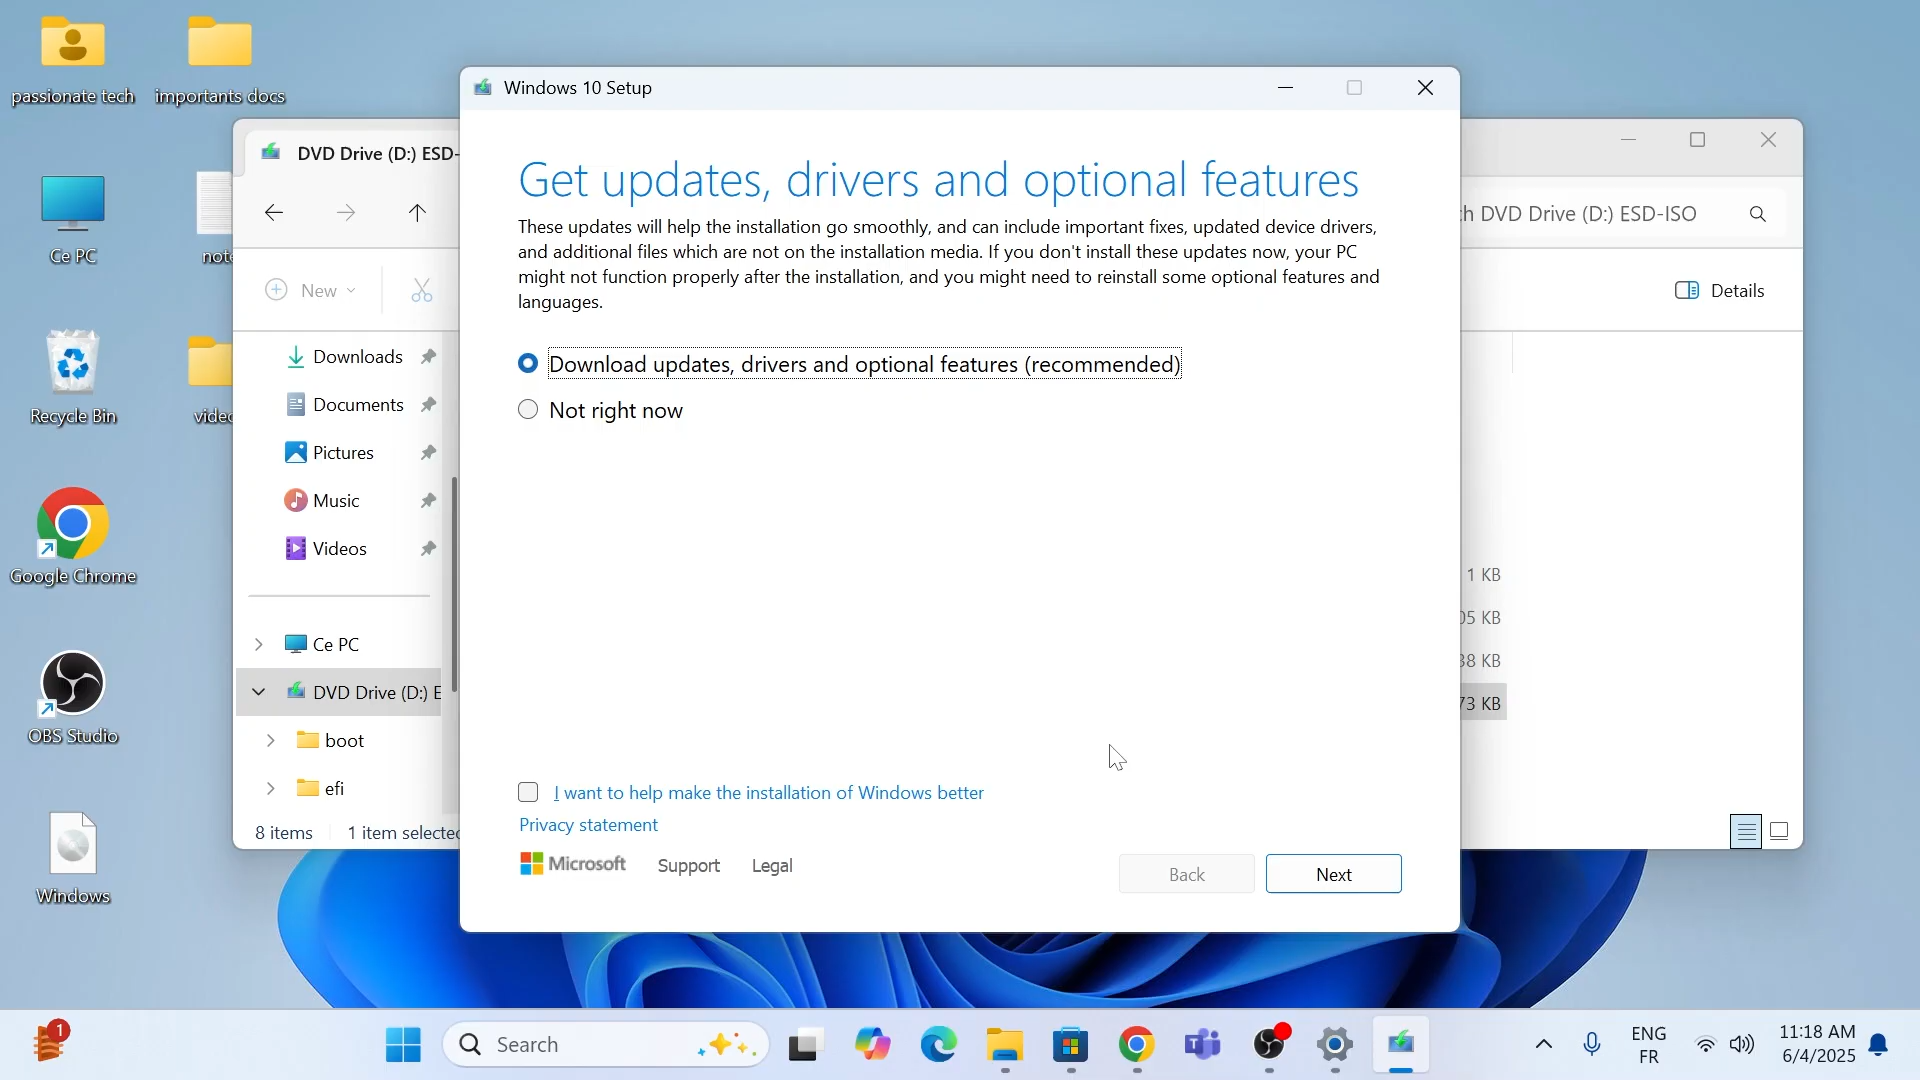 passionate tech
importants docs
Ce PC
Recycle Bin
Google Chrome
OBS Studio
Windows
DVD Drive (D:) ESD-
New
Downloads
Documents
Pictures
Music
Videos
Ce PC
DVD Drive (D:) E
boot
efi
8 items
1 item selected
Windows 10 Setup
Get updates, drivers and optional features
These updates will help the installation go smoothly, and can include important fixes, updated device drivers,
and additional files which are not on the installation media. If you don't install these updates now, your PC
might not function properly after the installation, and you might need to reinstall some optional features and
languages.
Download updates, drivers and optional features (recommended)
Not right now
I want to help make the installation of Windows better
Privacy statement
Microsoft
Support
Legal
Back
Next
DVD Drive (D:) ESD-ISO
Details
1 KB
KB
KB
KB
1
Search
ENG
FR
11:18 AM
6/4/2025